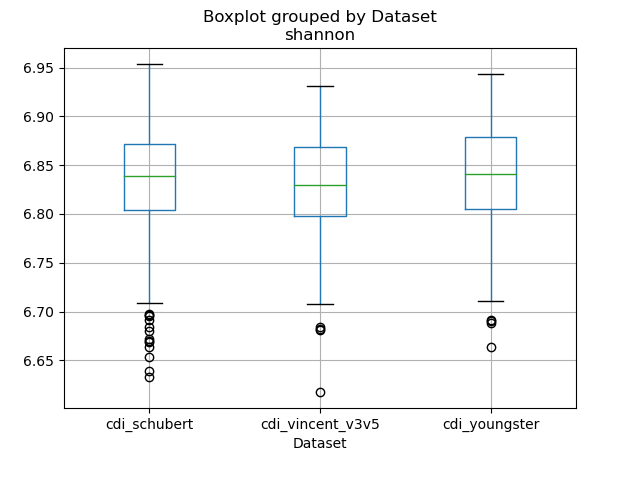 Boxplot grouped by Dataset
shannon
6.95
6.90
6.85
6.80
6.75
6.70
6.65
cdi_schubert
cdi_vincent_v3v5
cdi_youngster
Dataset